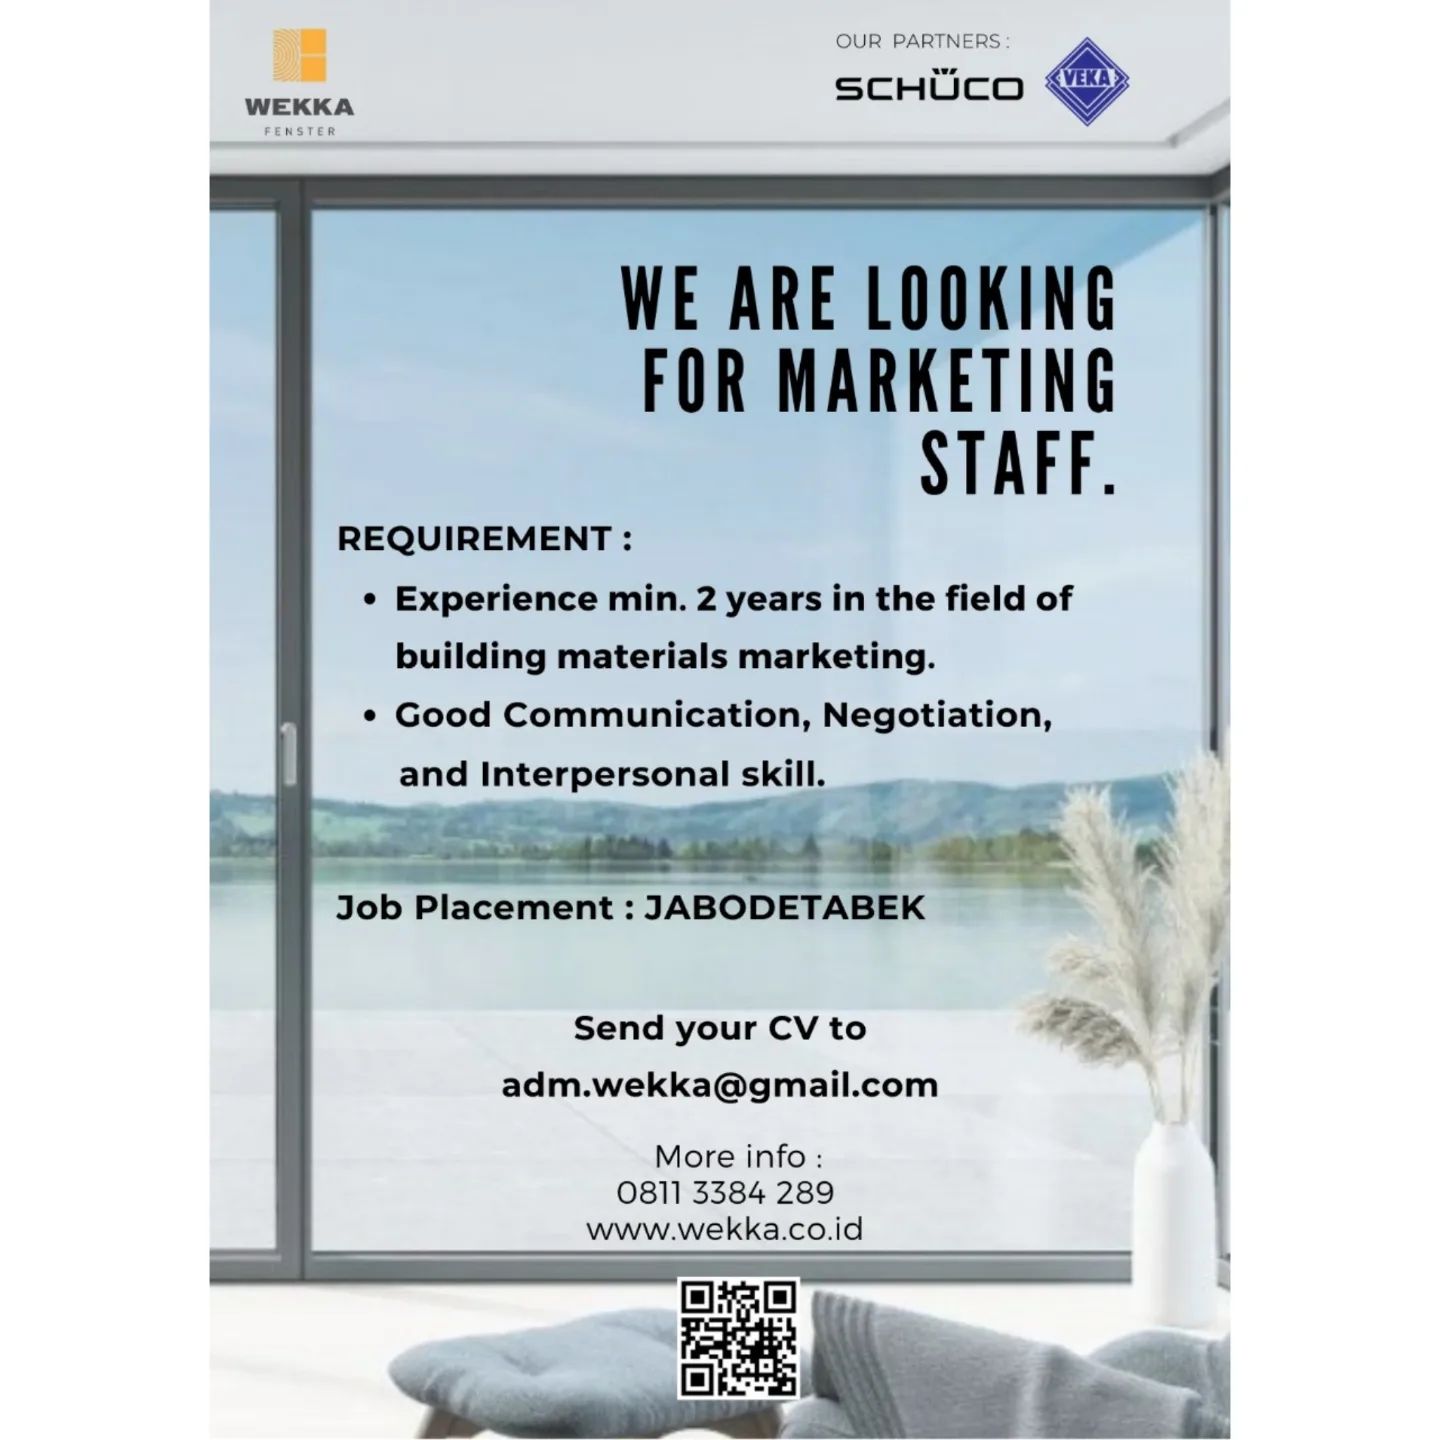 WEKKA
FENSTER
OUR PARTNERS :
SCHÜCO
VEKA
WE ARE LOOKING
FOR MARKETING
STAFF.
REQUIREMENT :
• Experience min. 2 years in the field of
building materials marketing.
• Good Communication, Negotiation,
and Interpersonal skill.
Job Placement : JABODETABEK
Send your CV to
adm.wekka@gmail.com
More info :
0811 3384 289
www.wekka.co.id